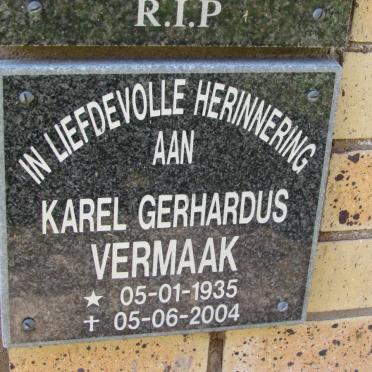 R.I.P
IN LIEFDEVOLLE HERINNERING
AAN
KAREL GERHARDUS
VERMAAK
★ 05-01-1935
✝ 05-06-2004